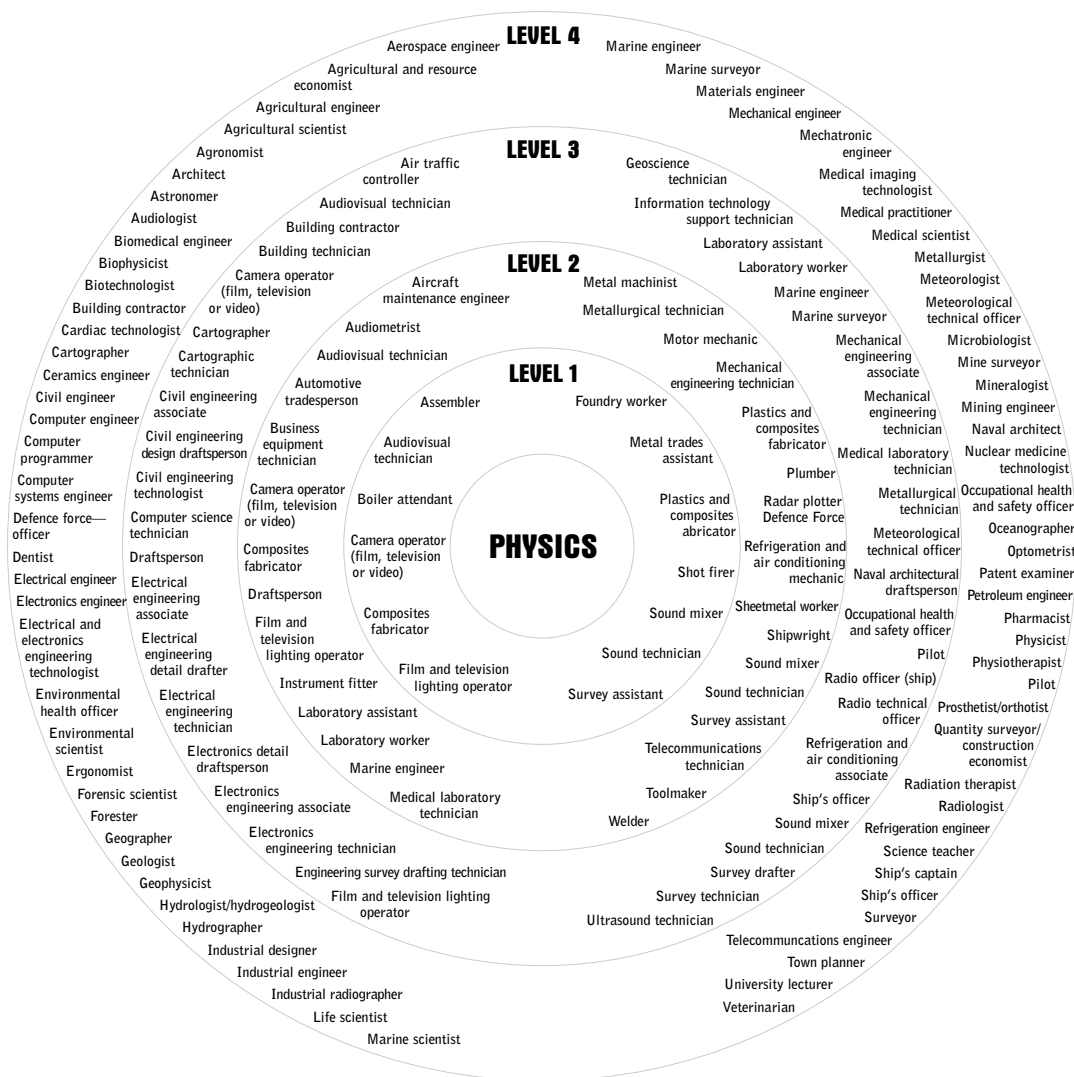 LEVEL 4
Aerospace engineer
Agricultural and resource
economist
Agricultural engineer
Agricultural scientist
Agronomist
Architect
Astronomer
Audiologist
Biomedical engineer
Biophysicist
Biotechnologist
Building contractor
Cardiac technologist
Cartographer
Ceramics engineer
Civil engineer
Computer engineer
Computer
programmer
Computer
systems engineer
Defence force—
officer
Dentist
Electrical engineer
Electronics engineer
Electrical and
electronics
engineering
technologist
Environmental
health officer
Environmental
scientist
Ergonomist
Forensic scientist
Forester
Geographer
Geologist
Geophysicist
Hydrologist/hydrogeologist
Hydrographer
Industrial designer
Industrial engineer
Industrial radiographer
Life scientist
Marine scientist
Marine engineer
Marine surveyor
Materials engineer
Mechanical engineer
Mechatronic
engineer
Medical imaging
technologist
Medical practitioner
Medical scientist
Metallurgist
Meteorologist
Meteorological
technical officer
Microbiologist
Mine surveyor
Mineralogist
Mining engineer
Naval architect
Nuclear medicine
technologist
Occupational health
and safety officer
Oceanographer
Optometrist
Patent examiner
Petroleum engineer
Pharmacist
Physicist
Physiotherapist
Pilot
Prosthetist/orthotist
Quantity surveyor/
construction
economist
Radiation therapist
Radiologist
Refrigeration engineer
Science teacher
Ship's captain
Ship's officer
Surveyor
Telecommuncations engineer
Town planner
University lecturer
Veterinarian
LEVEL 3
Air traffic
controller
Audiovisual technician
Building contractor
Building technician
Camera operator
(film, television
or video)
Cartographer
Cartographic
technician
Civil engineering
associate
Civil engineering
design draftsperson
Civil engineering
technologist
Computer science
technician
Draftsperson
Electrical
engineering
associate
Electrical
engineering
detail drafter
Electrical
engineering
technician
Electronics detail
draftsperson
Electronics
engineering associate
Electronics
engineering technician
Engineering survey drafting technician
Film and television lighting
operator
Geoscience
technician
Information technology
support technician
Laboratory assistant
Laboratory worker
Marine engineer
Marine surveyor
Mechanical
engineering
associate
Mechanical
engineering
technician
Medical laboratory
technician
Metallurgical
technician
Meteorological
technical officer
Naval architectural
draftsperson
Occupational health
and safety officer
Pilot
Radio officer (ship)
Radio technical
officer
Refrigeration and
air conditioning
associate
Ship's officer
Sound mixer
Sound technician
Survey drafter
Survey technician
Ultrasound technician
LEVEL 2
Aircraft
maintenance engineer
Audiometrist
Audiovisual technician
Automotive
tradesperson
Business
equipment
technician
Camera operator
(film, television
or video)
Composites
fabricator
Draftsperson
Film and
television
lighting operator
Instrument fitter
Laboratory assistant
Laboratory worker
Marine engineer
Medical laboratory
technician
Metal machinist
Metallurgical technician
Motor mechanic
Mechanical
engineering technician
Plastics and
composites
fabricator
Plumber
Radar plotter
Defence Force
Refrigeration and
air conditioning
mechanic
Sheetmetal worker
Shipwright
Sound mixer
Sound technician
Survey assistant
Telecommunications
technician
Toolmaker
Welder
LEVEL 1
Assembler
Audiovisual
technician
Boiler attendant
Camera operator
(film, television
or video)
Composites
fabricator
Film and television
lighting operator
Foundry worker
Metal trades
assistant
Plastics and
composites
abricator
Shot firer
Sound mixer
Sound technician
Survey assistant
PHYSICS